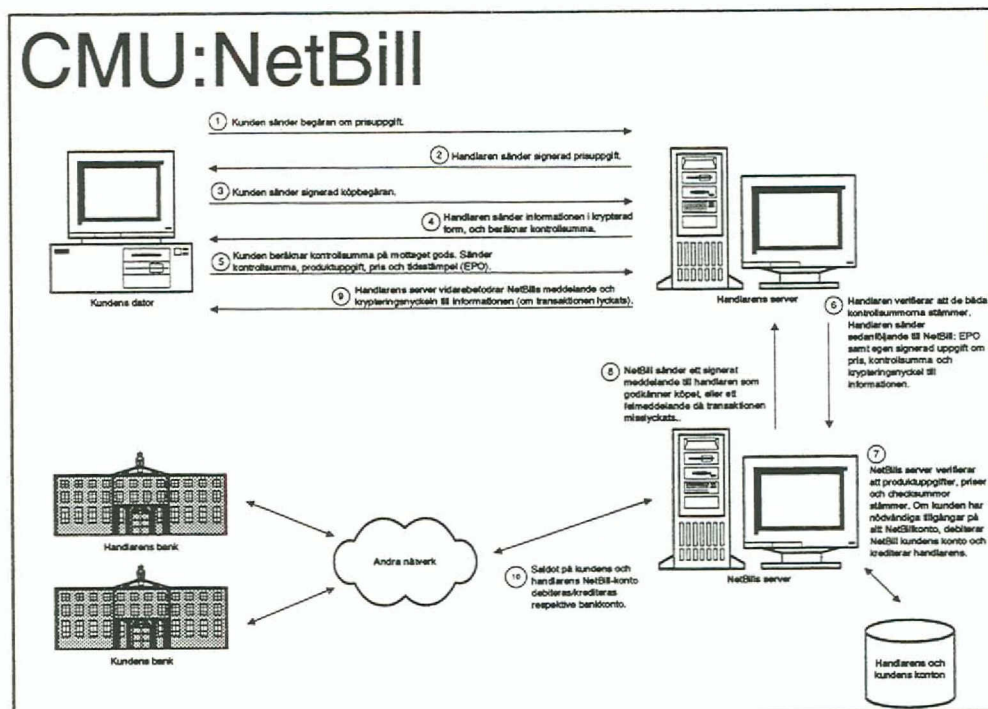 CMU:NetBill
1 Kunden sänder begäran om prisuppgift.
2 Handlaren sänder signerad prisuppgift.
3 Kunden sänder signerad köpbegäran.
4 Handlaren sänder informationen i krypterad
form, och beräknar kontrollsumma.
5 Kunden beräknar kontrollsumma på mottaget gods. Sänder
kontrollsumma, produktuppgift, pris och tidsstämpel (EPO).
9 Handlarens server vidarebefodrar NetBills meddelande och
krypteringsnyckeln till informationen (om transaktionen lyckats).
Kundens dator
Handlarens server
6 Handlaren verifierar att de båda
kontrollsummorna stämmer.
Handlaren sänder
sedanföljande till NetBill: EPO
samt egen signerad uppgift om
pris, kontrollsumma och
krypteringsnyckel till
informationen.
8 NetBill sänder ett signerat
meddelande till handlaren som
godkänner köpet, eller ett
felmeddelande då transaktionen
misslyckats..
7
NetBills server verifierar
att produktuppgifter, priser
och checksummor
stämmer. Om kunden har
nödvändiga tillgångar på
sitt NetBillkonto, debiterar
NetBill kundens konto och
krediterar handlarens.
NetBills server
Handlarens bank
Andra nätverk
10 Saldot på kundens och
handlarens NetBill-konto
debiteras/krediteras
respektive bankkonto.
Kundens bank
Handlarens och
kundens konton